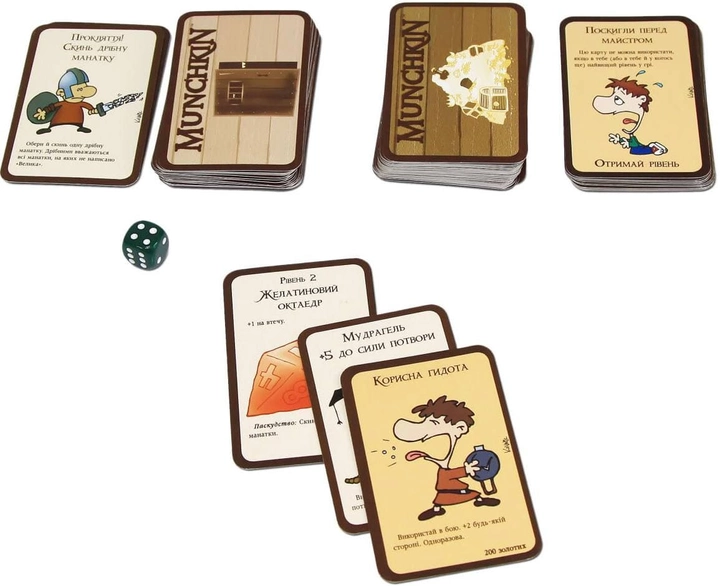 Прокляття!
Скинь дрібну
манатку
Обери й скинь одну дрібну
манатку. Дрібними вважаються
всі манатки, на яких не написано
«Велика».
MUNCHKIN
MUNCHKIN
Поскигли перед
майстром
Цю карту не можна використати,
якщо в тебе (або в тебе й у когось
ще) найвищий рівень у грі.
Отримай рівень
Рівень 2
Желатиновий
октаедр
+1 на втечу.
Паскудство: Скинь
манатки.
Мудрагель
+5 до сили потвори
Корисна гидота
Використай в бою. +2 будь-якій
стороні. Одноразова.
200 золотих